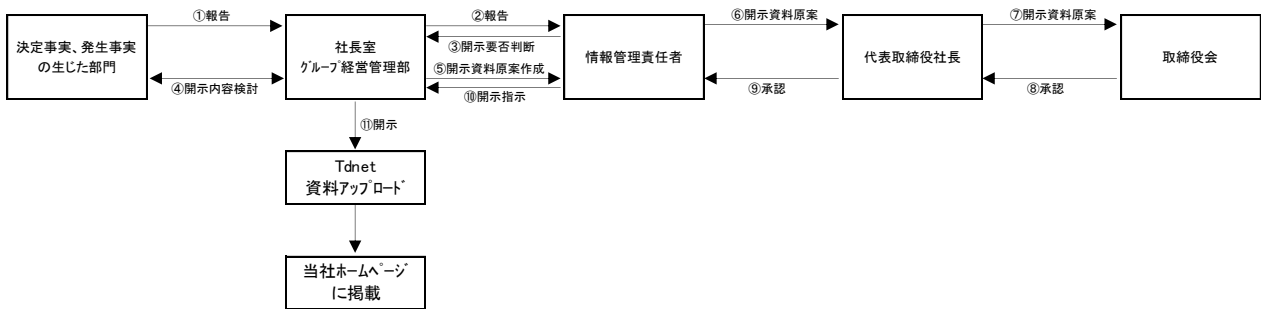 ①報告
②報告
⑥開示資料原案
⑦開示資料原案
決定事実、発生事実
の生じた部門
社長室
グループ経営管理部
③開示要否判断
⑤開示資料原案作成
情報管理責任者
代表取締役社長
取締役会
④開示内容検討
⑩開示指示
⑨承認
⑧承認
⑪開示
Tdnet
資料アップロード
当社ホームページ
に掲載